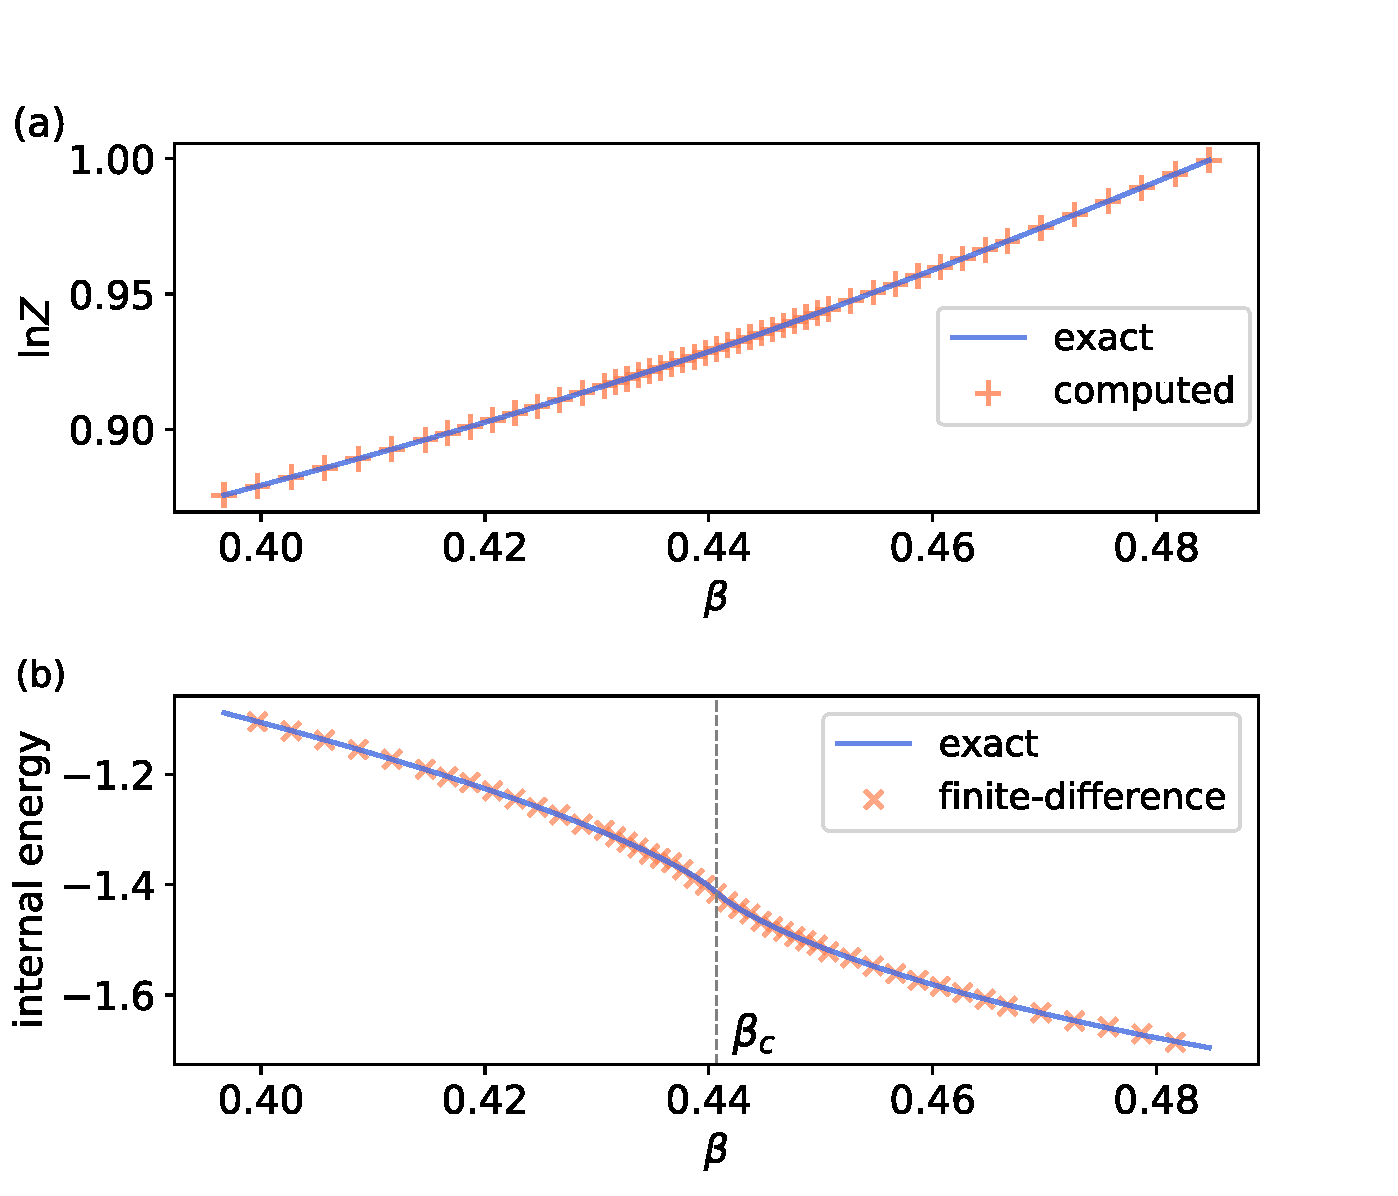 (a)
1.00
0.95
0.90
lnZ
exact
computed
0.40 0.42 0.44 0.46 0.48
β
(b)
−1.2
−1.4
−1.6
internal energy
exact
finite-difference
βc
0.40 0.42 0.44 0.46 0.48
β